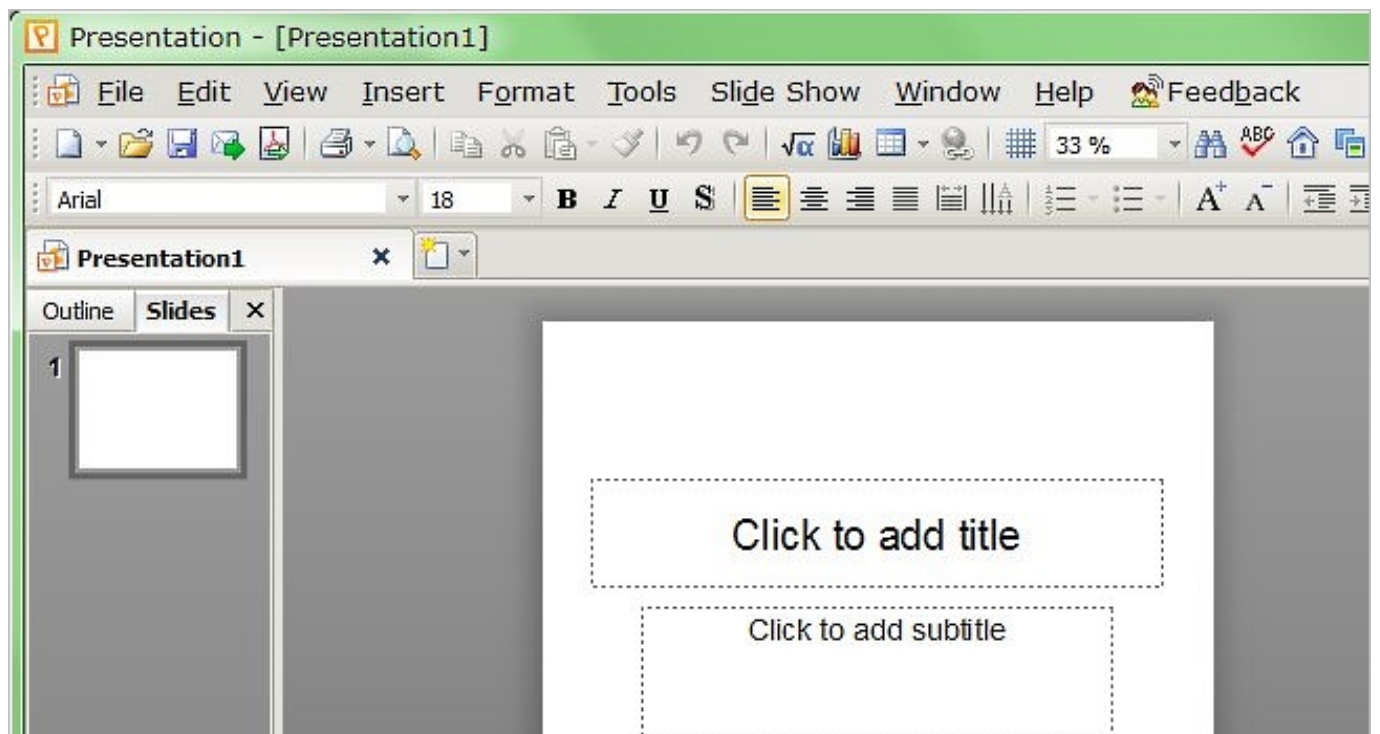 Presentation - [Presentation1]
File Edit View Insert Format Tools Slide Show Window Help Feedback
√α 33 % ABC
Arial 18 B I U S A+ A-
Presentation1
Outline Slides
1
Click to add title
Click to add subtitle